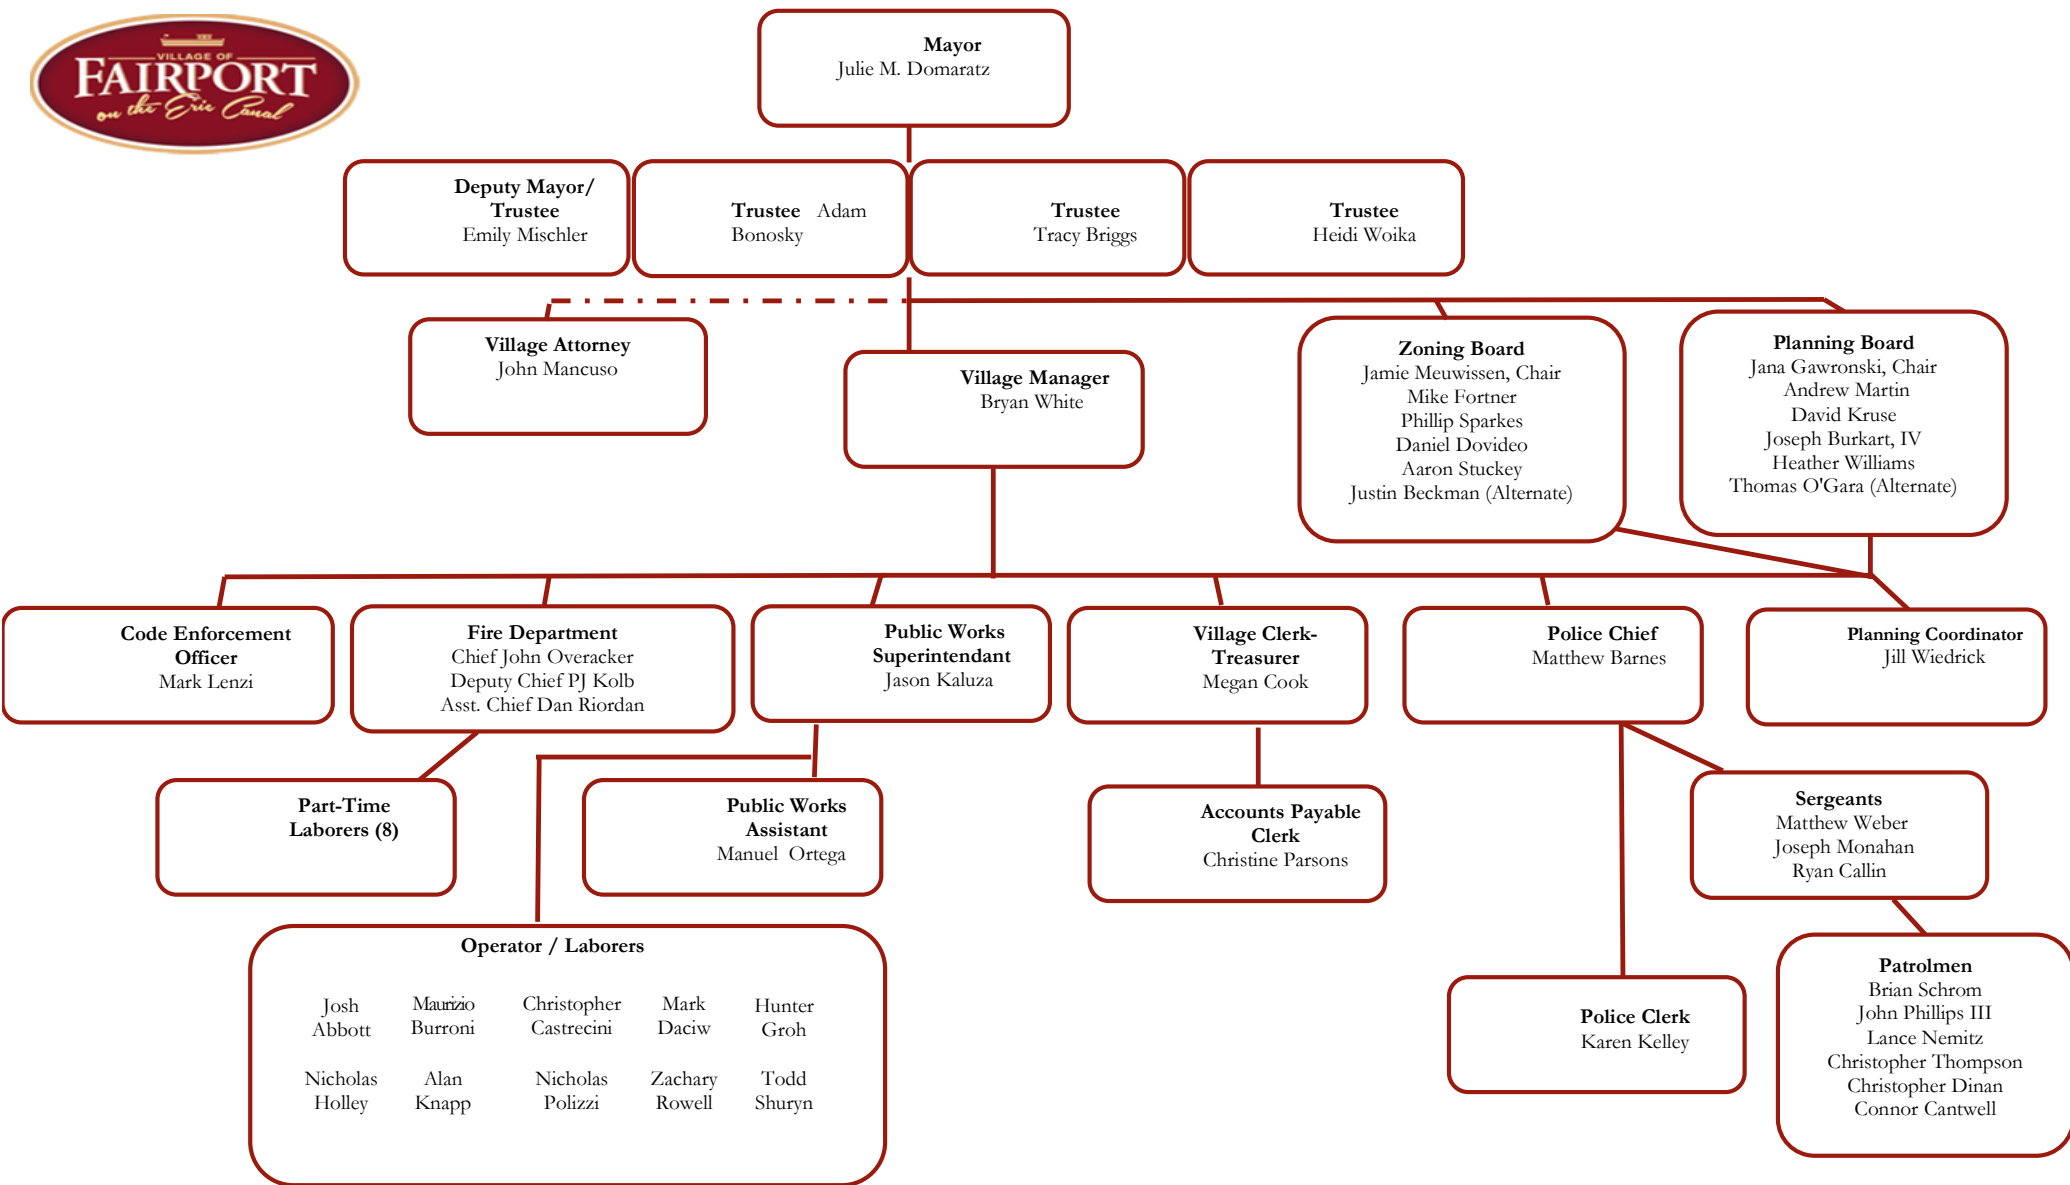 VILLAGE OF
FAIRPORT
on the Erie Canal
Mayor
Julie M. Domaratz
Deputy Mayor/
Trustee
Emily Mischler
Trustee Adam
Bonosky
Trustee
Tracy Briggs
Trustee
Heidi Woika
Village Attorney
John Mancuso
Village Manager
Bryan White
Zoning Board
Jamie Meuwissen, Chair
Mike Fortner
Phillip Sparkes
Daniel Dovideo
Aaron Stuckey
Justin Beckman (Alternate)
Planning Board
Jana Gawronski, Chair
Andrew Martin
David Kruse
Joseph Burkart, IV
Heather Williams
Thomas O'Gara (Alternate)
Code Enforcement
Officer
Mark Lenzi
Fire Department
Chief John Overacker
Deputy Chief PJ Kolb
Asst. Chief Dan Riordan
Public Works
Superintendant
Jason Kaluza
Village Clerk-
Treasurer
Megan Cook
Police Chief
Matthew Barnes
Planning Coordinator
Jill Wiedrick
Part-Time
Laborers (8)
Public Works
Assistant
Manuel Ortega
Accounts Payable
Clerk
Christine Parsons
Sergeants
Matthew Weber
Joseph Monahan
Ryan Callin
Operator / Laborers
Josh
Abbott
Maurizio
Burroni
Christopher
Castrecini
Mark
Daciw
Hunter
Groh
Nicholas
Holley
Alan
Knapp
Nicholas
Polizzi
Zachary
Rowell
Todd
Shuryn
Police Clerk
Karen Kelley
Patrolmen
Brian Schrom
John Phillips III
Lance Nemitz
Christopher Thompson
Christopher Dinan
Connor Cantwell